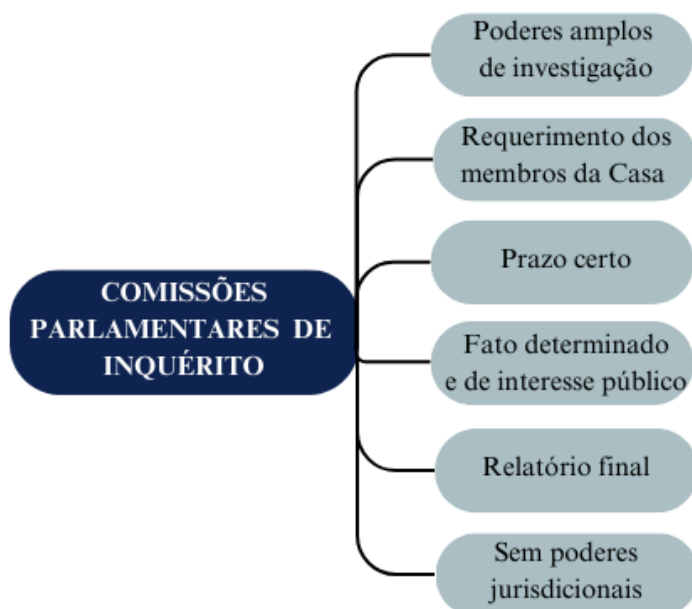 Poderes amplos
de investigação
Requerimento dos
membros da Casa
Prazo certo
COMISSÕES
PARLAMENTARES DE
INQUÉRITO
Fato determinado
e de interesse público
Relatório final
Sem poderes
jurisdicionais